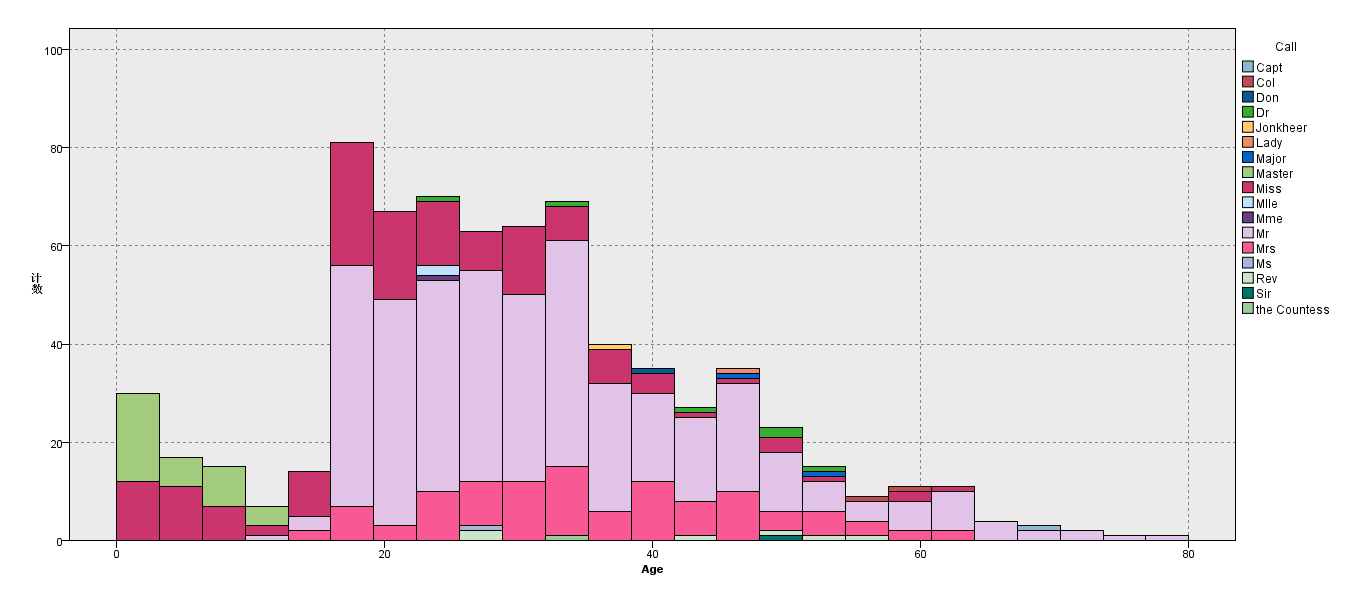 Call
Capt
Col
Don
Dr
Jonkheer
Lady
Major
Master
Miss
Mlle
Mme
Mr
Mrs
Ms
Rev
Sir
the Countess
100
80
60
40
20
0
计数
0 20 40 60 80
Age